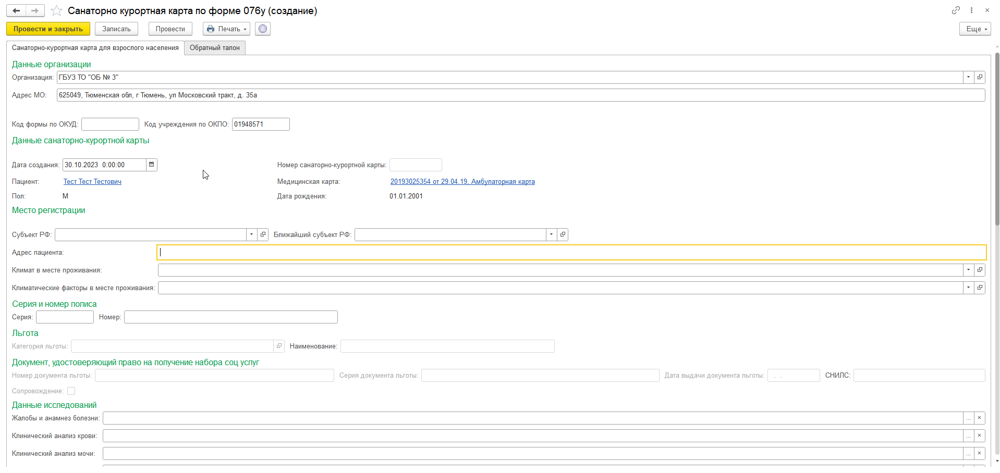 Санаторно курортная карта по форме 076у (создание)
Провести и закрыть Записать Провести Печать Еще
Санаторно-курортная карта для взрослого населения Обратный талон
Данные организации
Организация: ГБУЗ ТО "ОБ № 3"
Адрес МО: 625049, Тюменская обл, г Тюмень, ул Московский тракт, д. 35а
Код формы по ОКУД: Код учреждения по ОКПО: 01948571
Данные санаторно-курортной карты
Дата создания: 30.10.2023 0:00:00 Номер санаторно-курортной карты:
Пациент: Тест Тест Тестович Медицинская карта: 20193025354 от 29.04.19, Амбулаторная карта
Пол: М Дата рождения: 01.01.2001
Место регистрации
Субъект РФ: Ближайший субъект РФ:
Адрес пациента:
Климат в месте проживания:
Климатические факторы в месте проживания:
Серия и номер полиса
Серия: Номер:
Льгота
Категория льготы: Наименование:
Документ, удостоверяющий право на получение набора соц услуг
Номер документа льготы: Серия документа льготы: Дата выдачи документа льготы: . . СНИЛС:
Сопровождение:
Данные исследований
Жалобы и анамнез болезни: ... ×
Клинический анализ крови: ... ×
Клинический анализ мочи: ... ×